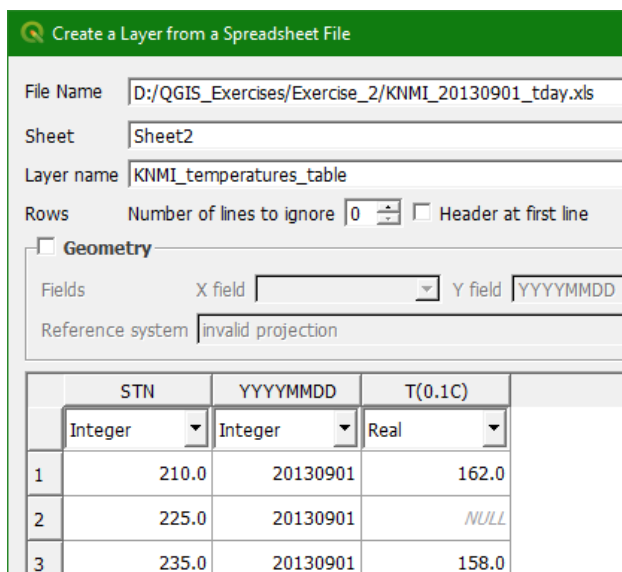 Create a Layer from a Spreadsheet File
File Name D:/QGIS_Exercises/Exercise_2/KNMI_20130901_tday.xls
Sheet Sheet2
Layer name KNMI_temperatures_table
Rows Number of lines to ignore 0 Header at first line
Geometry
Fields X field Y field YYYYMMDD
Reference system invalid projection
STN YYYYMMDD T(0.1C)
Integer Integer Real
1 210.0 20130901 162.0
2 225.0 20130901 NULL
3 235.0 20130901 158.0